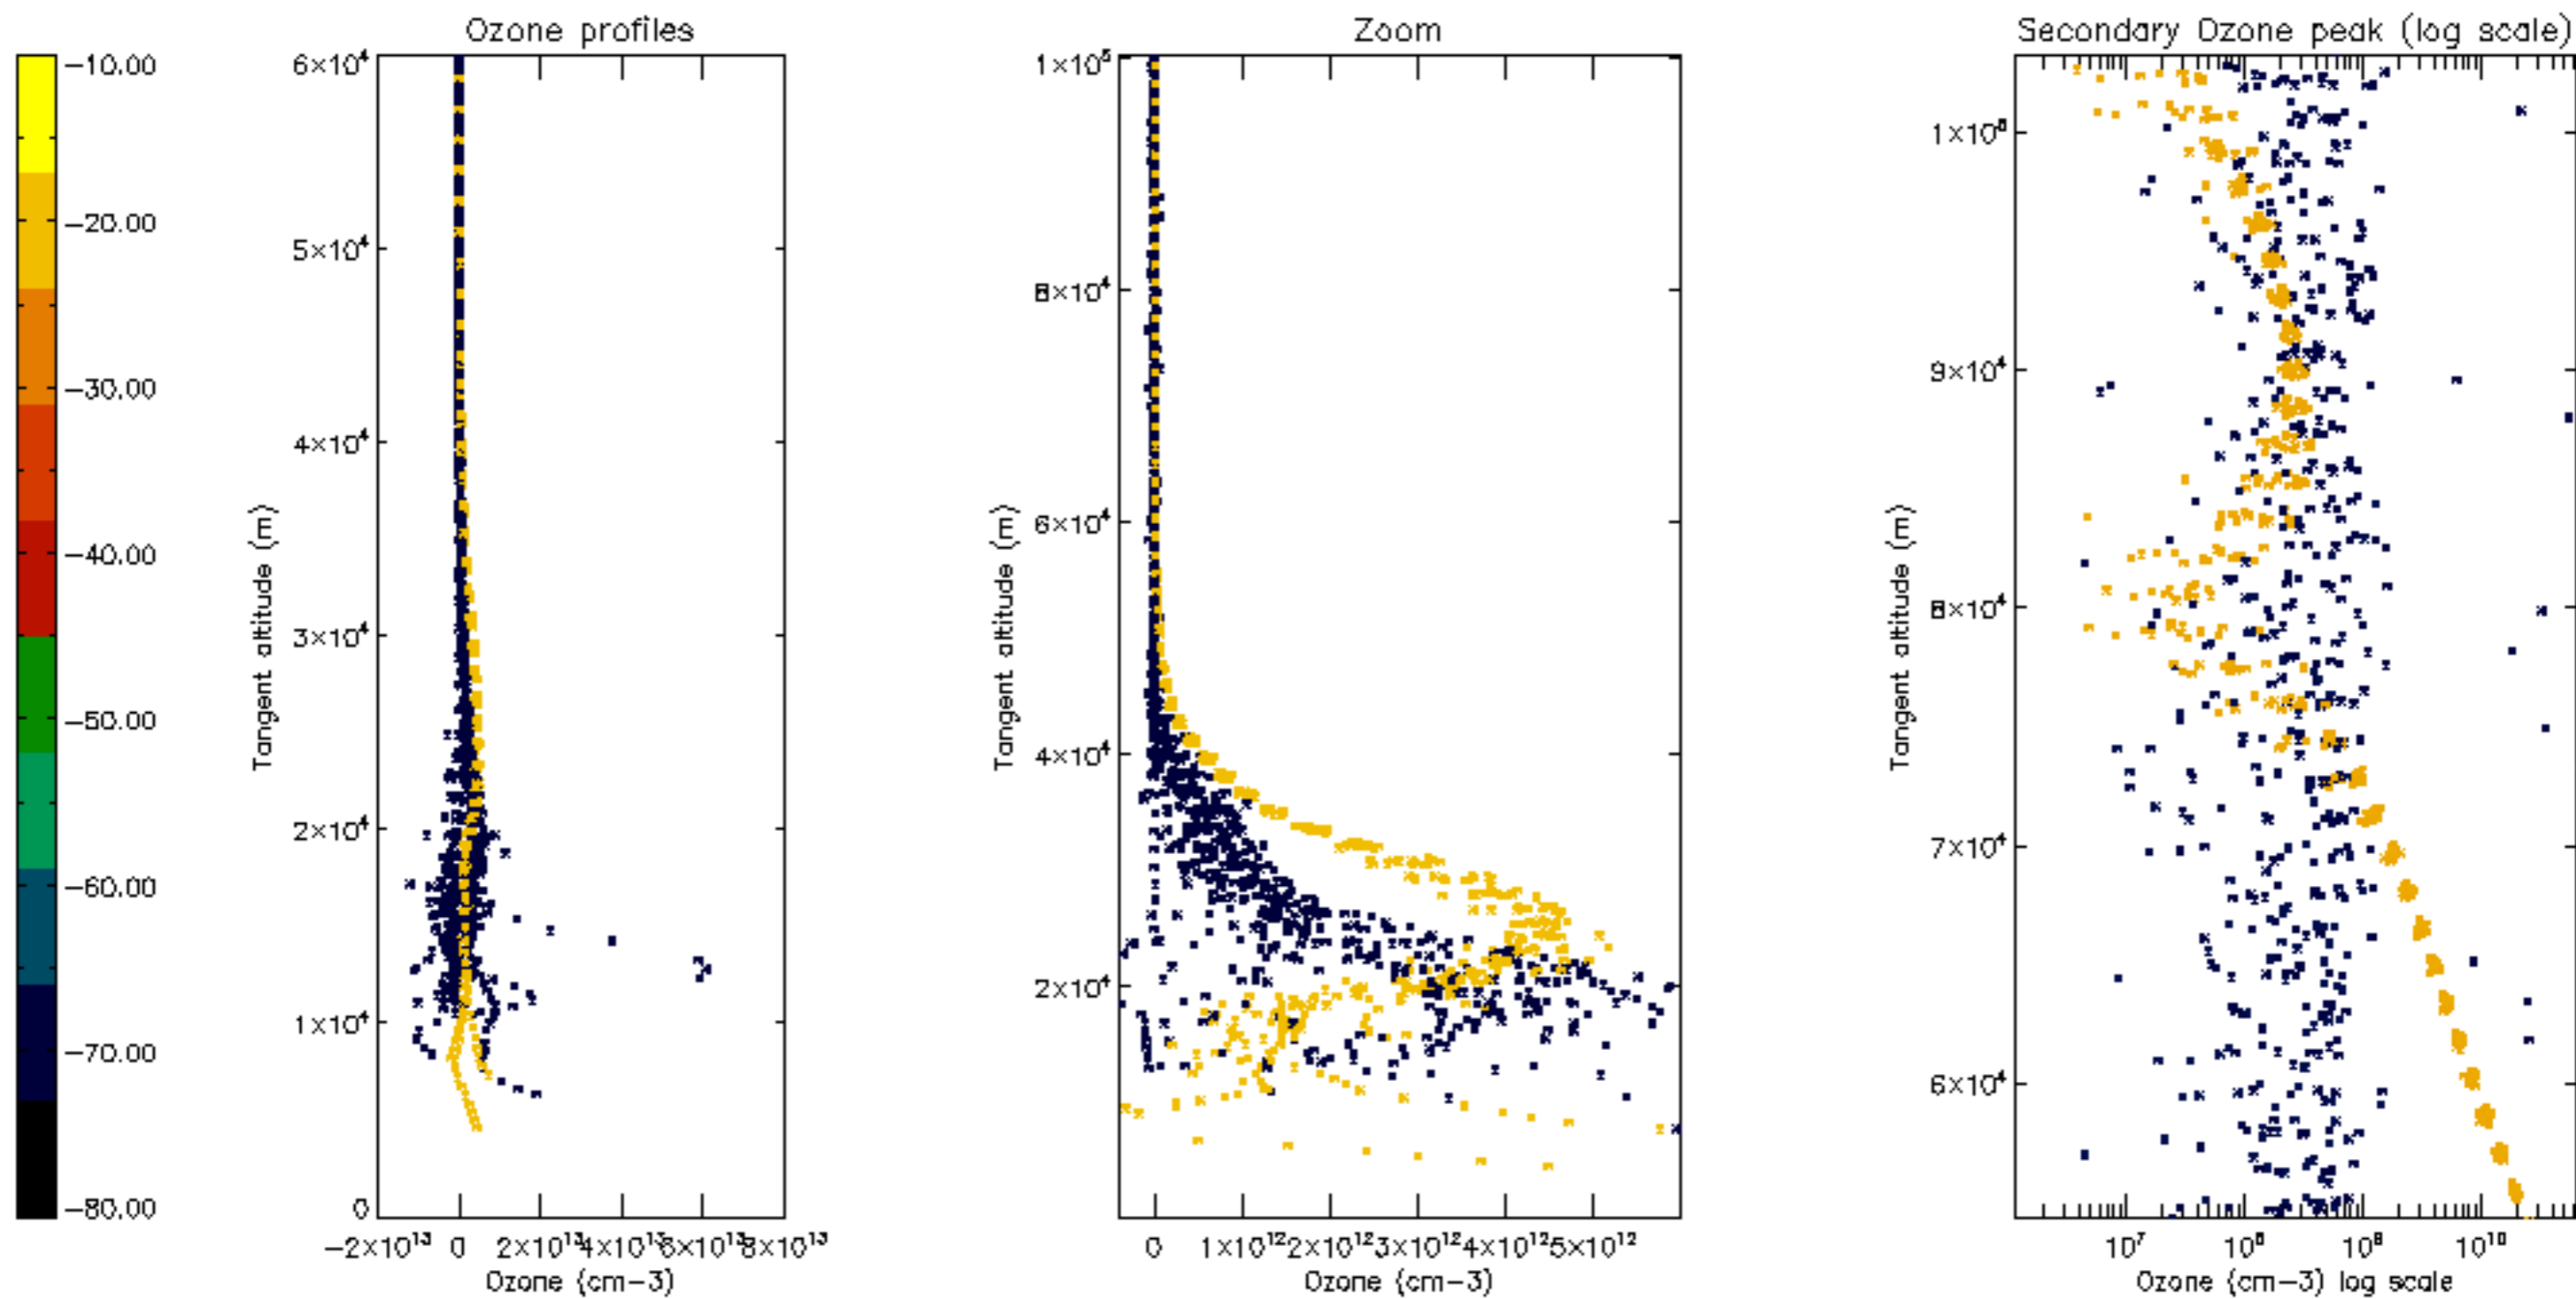 Ozone profiles
Zoom
Secondary Ozone peak (log scale)
−10.00
−20.00
−30.00
−40.00
−50.00
−60.00
−70.00
−80.00
6×10⁴
5×10⁴
4×10⁴
3×10⁴
2×10⁴
1×10⁴
0
Tangent altitude (m)
−2×10¹³ 0 2×10¹³ 4×10¹³ 6×10¹³ 8×10¹³
Ozone (cm−3)
1×10⁵
8×10⁴
6×10⁴
4×10⁴
2×10⁴
Tangent altitude (m)
0 1×10¹² 2×10¹² 3×10¹² 4×10¹² 5×10¹²
Ozone (cm−3)
1×10⁵
9×10⁴
8×10⁴
7×10⁴
6×10⁴
Tangent altitude (m)
10⁷ 10⁸ 10⁹ 10¹⁰
Ozone (cm−3) log scale